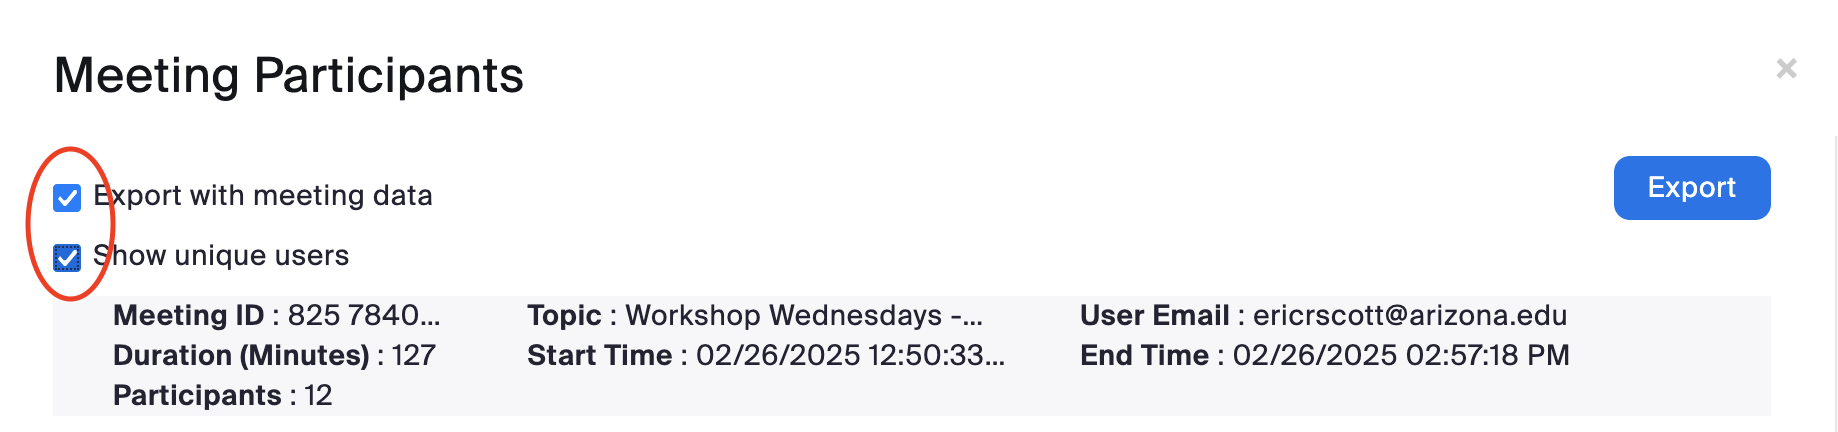 Meeting Participants
Export with meeting data
Export
Show unique users
Meeting ID : 825 7840... Topic : Workshop Wednesdays -... User Email : ericrscott@arizona.edu
Duration (Minutes) : 127 Start Time : 02/26/2025 12:50:33... End Time : 02/26/2025 02:57:18 PM
Participants : 12